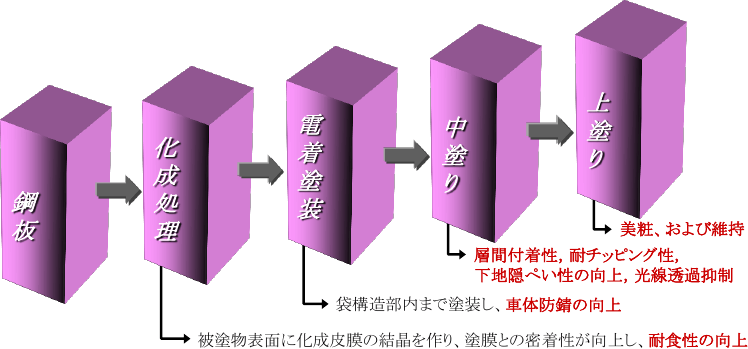 鋼板
化成処理
電着塗装
中塗り
上塗り
美粧、および維持
層間付着性, 耐チッピング性,
下地隠ぺい性の向上, 光線透過抑制
袋構造部内まで塗装し、車体防錆の向上
被塗物表面に化成皮膜の結晶を作り、塗膜との密着性が向上し、耐食性の向上